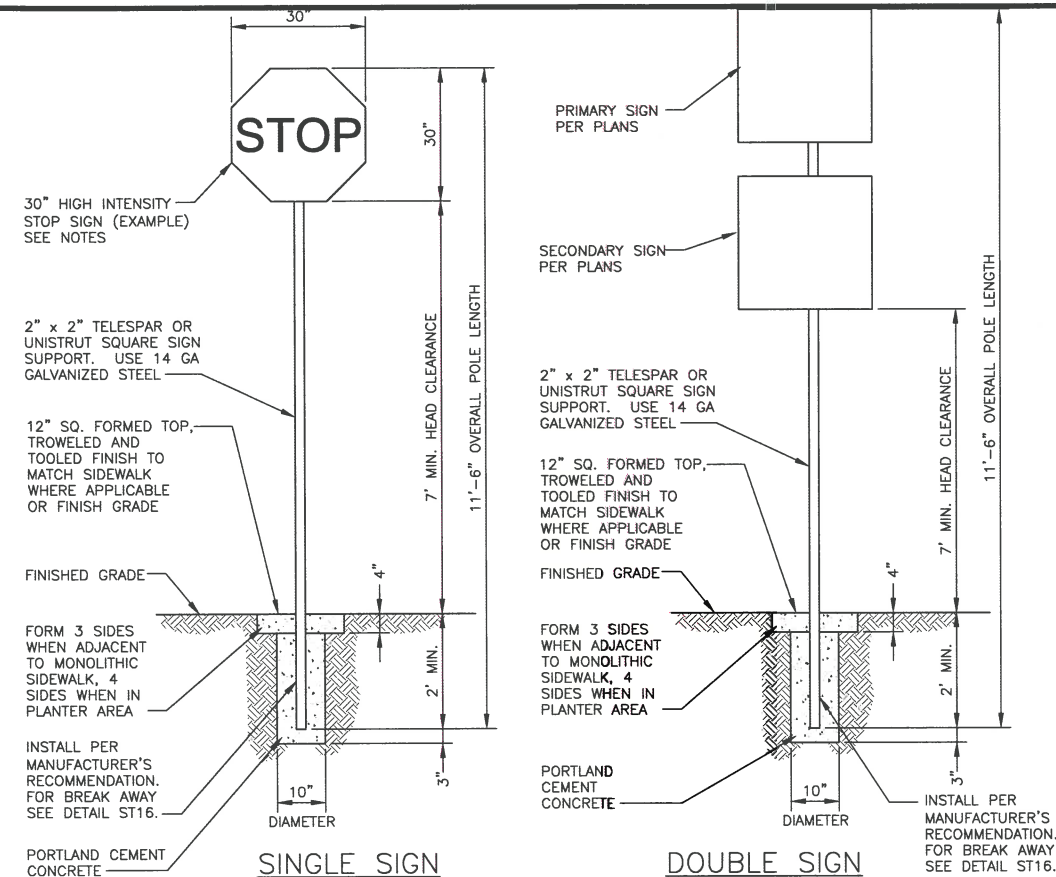 30"
STOP
30"
30" HIGH INTENSITY
STOP SIGN (EXAMPLE)
SEE NOTES
2" x 2" TELESPAR OR
UNISTRUT SQUARE SIGN
SUPPORT. USE 14 GA
GALVANIZED STEEL
12" SQ. FORMED TOP,
TROWELED AND
TOOLED FINISH TO
MATCH SIDEWALK
WHERE APPLICABLE
OR FINISH GRADE
7' MIN. HEAD CLEARANCE
11'-6" OVERALL POLE LENGTH
FINISHED GRADE
4"
FORM 3 SIDES
WHEN ADJACENT
TO MONOLITHIC
SIDEWALK, 4
SIDES WHEN IN
PLANTER AREA
2' MIN.
INSTALL PER
MANUFACTURER'S
RECOMMENDATION.
FOR BREAK AWAY
SEE DETAIL ST16.
3"
10"
DIAMETER
PORTLAND CEMENT
CONCRETE
SINGLE SIGN
PRIMARY SIGN
PER PLANS
SECONDARY SIGN
PER PLANS
2" x 2" TELESPAR OR
UNISTRUT SQUARE SIGN
SUPPORT. USE 14 GA
GALVANIZED STEEL
12" SQ. FORMED TOP,
TROWELED AND
TOOLED FINISH TO
MATCH SIDEWALK
WHERE APPLICABLE
OR FINISH GRADE
7' MIN. HEAD CLEARANCE
11'-6" OVERALL POLE LENGTH
FINISHED GRADE
4"
FORM 3 SIDES
WHEN ADJACENT
TO MONOLITHIC
SIDEWALK, 4
SIDES WHEN IN
PLANTER AREA
2' MIN.
3"
PORTLAND
CEMENT
CONCRETE
10"
DIAMETER
INSTALL PER
MANUFACTURER'S
RECOMMENDATION.
FOR BREAK AWAY
SEE DETAIL ST16.
DOUBLE SIGN